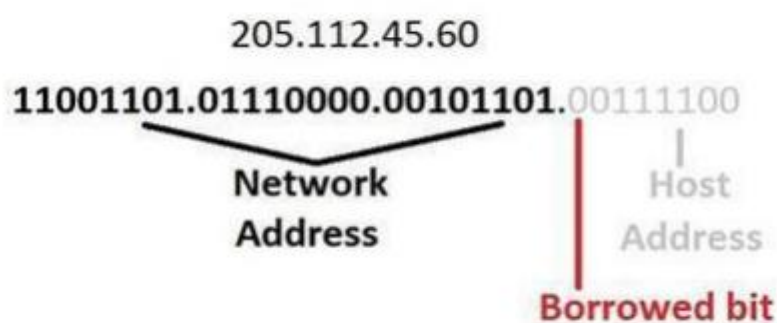 205.112.45.60
11001101.01110000.00101101.00111100
Network Host
Address Address
Borrowed bit